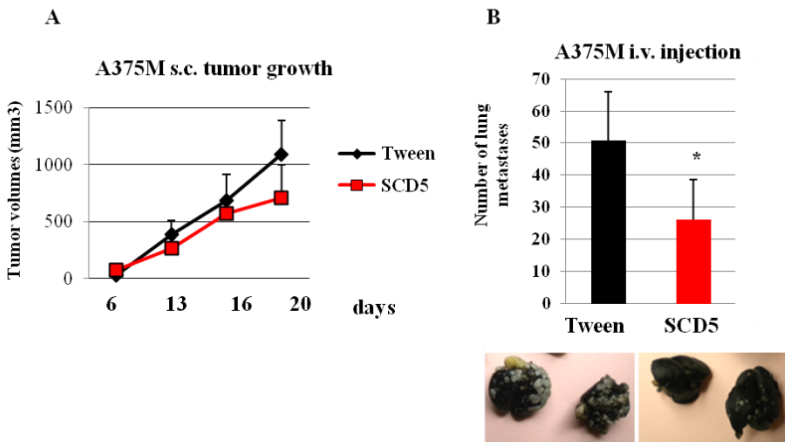 A
A375M s.c. tumor growth
Tumor volumes (mm3)
1500
1000
500
0
6 13 16 20 days
Tween
SCD5
B
A375M i.v. injection
Number of lung
metastases
70
60
50
40
30
20
10
0
*
Tween SCD5